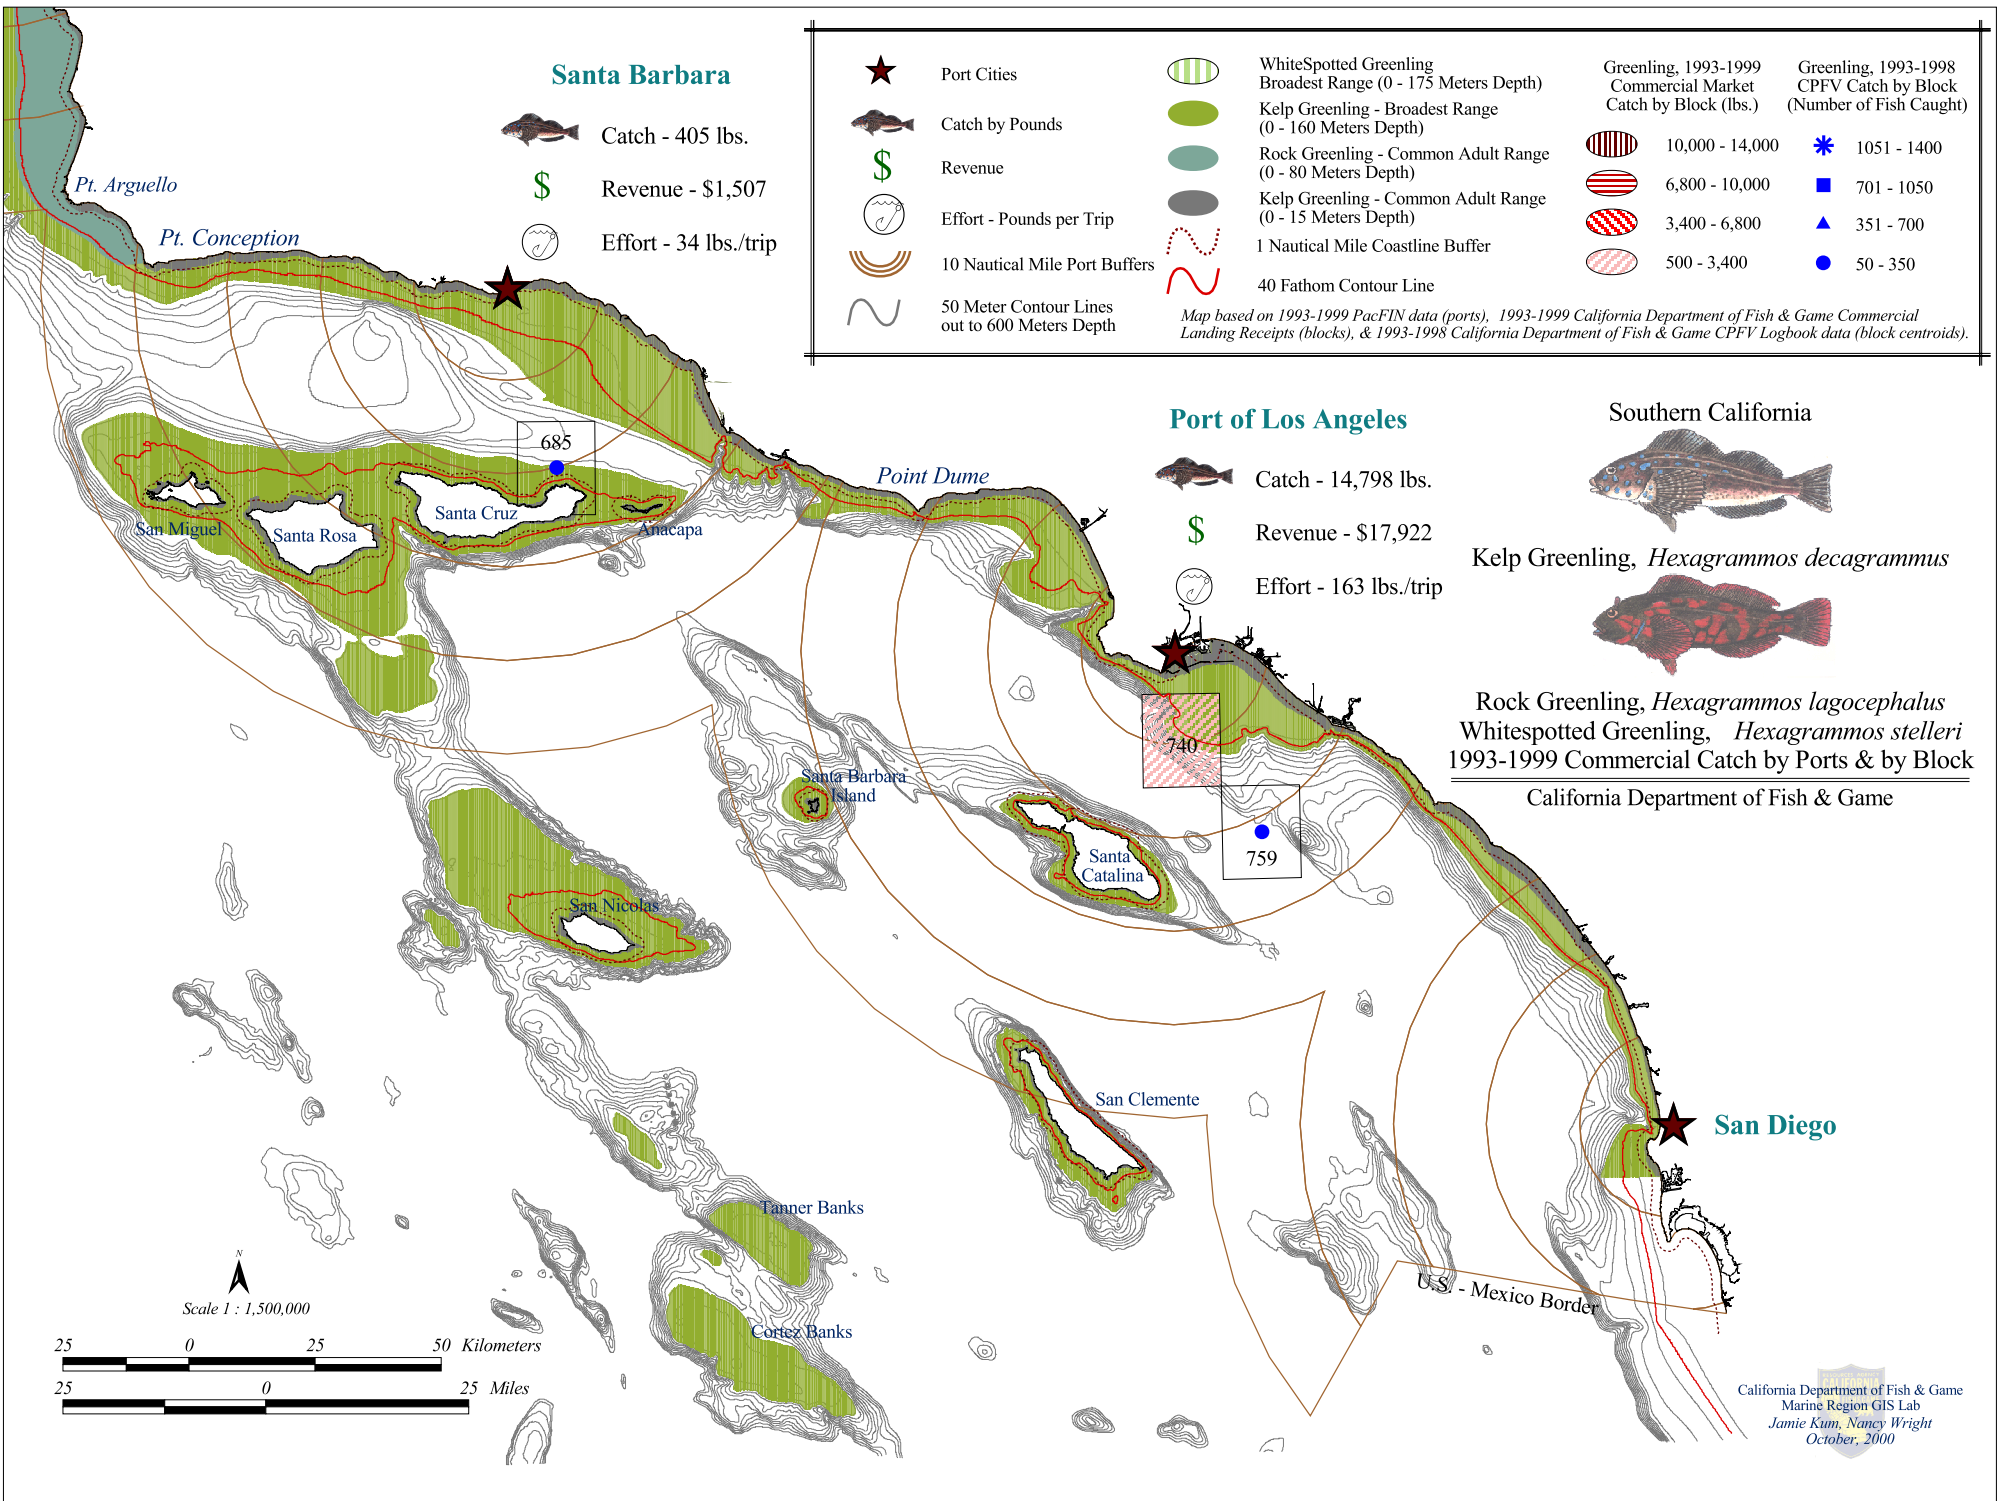 Santa Barbara
Catch - 405 lbs.
$
Revenue - $1,507
Effort - 34 lbs./trip
Port Cities
Catch by Pounds
$
Revenue
Effort - Pounds per Trip
10 Nautical Mile Port Buffers
50 Meter Contour Lines
out to 600 Meters Depth
WhiteSpotted Greenling
Broadest Range (0 - 175 Meters Depth)
Kelp Greenling - Broadest Range
(0 - 160 Meters Depth)
Rock Greenling - Common Adult Range
(0 - 80 Meters Depth)
Kelp Greenling - Common Adult Range
(0 - 15 Meters Depth)
1 Nautical Mile Coastline Buffer
40 Fathom Contour Line
Greenling, 1993-1999
Commercial Market
Catch by Block (lbs.)
10,000 - 14,000
6,800 - 10,000
3,400 - 6,800
500 - 3,400
Greenling, 1993-1998
CPFV Catch by Block
(Number of Fish Caught)
1051 - 1400
701 - 1050
351 - 700
50 - 350
Map based on 1993-1999 PacFIN data (ports), 1993-1999 California Department of Fish & Game Commercial
Landing Receipts (blocks), & 1993-1998 California Department of Fish & Game CPFV Logbook data (block centroids).
Pt. Arguello
Pt. Conception
685
San Miguel
Santa Rosa
Santa Cruz
Anacapa
Point Dume
Port of Los Angeles
Catch - 14,798 lbs.
$
Revenue - $17,922
Effort - 163 lbs./trip
Southern California
Kelp Greenling, Hexagrammos decagrammus
Rock Greenling, Hexagrammos lagocephalus
Whitespotted Greenling, Hexagrammos stelleri
1993-1999 Commercial Catch by Ports & by Block
California Department of Fish & Game
740
Santa Barbara
Island
759
Santa
Catalina
San Nicolas
San Clemente
San Diego
Tanner Banks
Cortez Banks
U.S. - Mexico Border
N
Scale 1 : 1,500,000
25 0 25 50 Kilometers
25 0 25 Miles
CALIFORNIA
California Department of Fish & Game
Marine Region GIS Lab
Jamie Kum, Nancy Wright
October, 2000